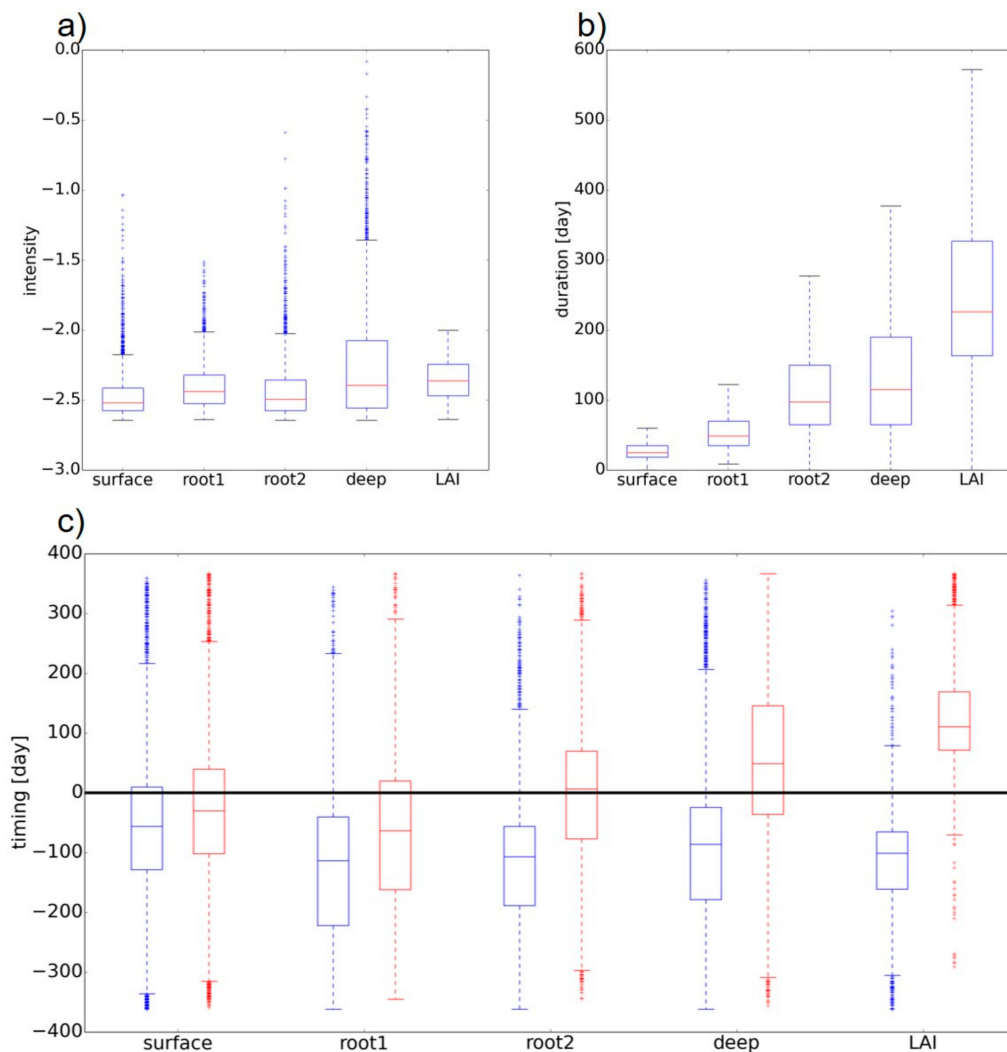 a)
0.0
−0.5
−1.0
−1.5
−2.0
−2.5
−3.0
intensity
surface root1 root2 deep LAI
b)
600
500
400
300
200
100
0
duration [day]
surface root1 root2 deep LAI
c)
400
300
200
100
0
−100
−200
−300
−400
timing [day]
surface root1 root2 deep LAI